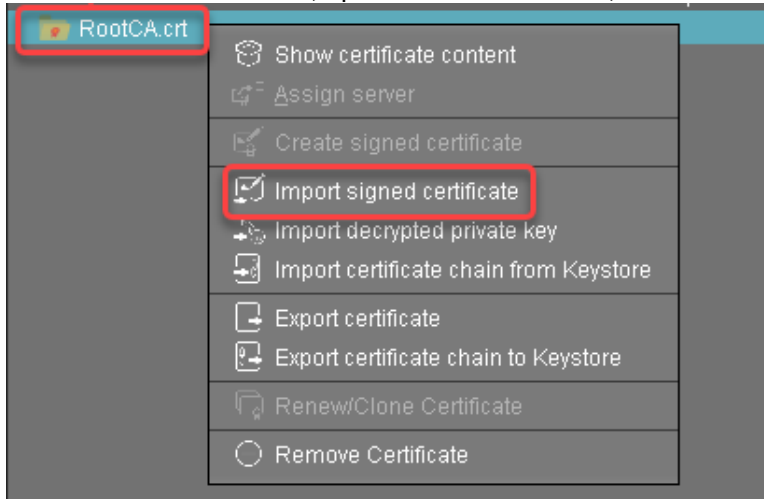 RootCA.crt
Show certificate content
Assign server
Create signed certificate
Import signed certificate
Import decrypted private key
Import certificate chain from Keystore
Export certificate
Export certificate chain to Keystore
Renew/Clone Certificate
Remove Certificate